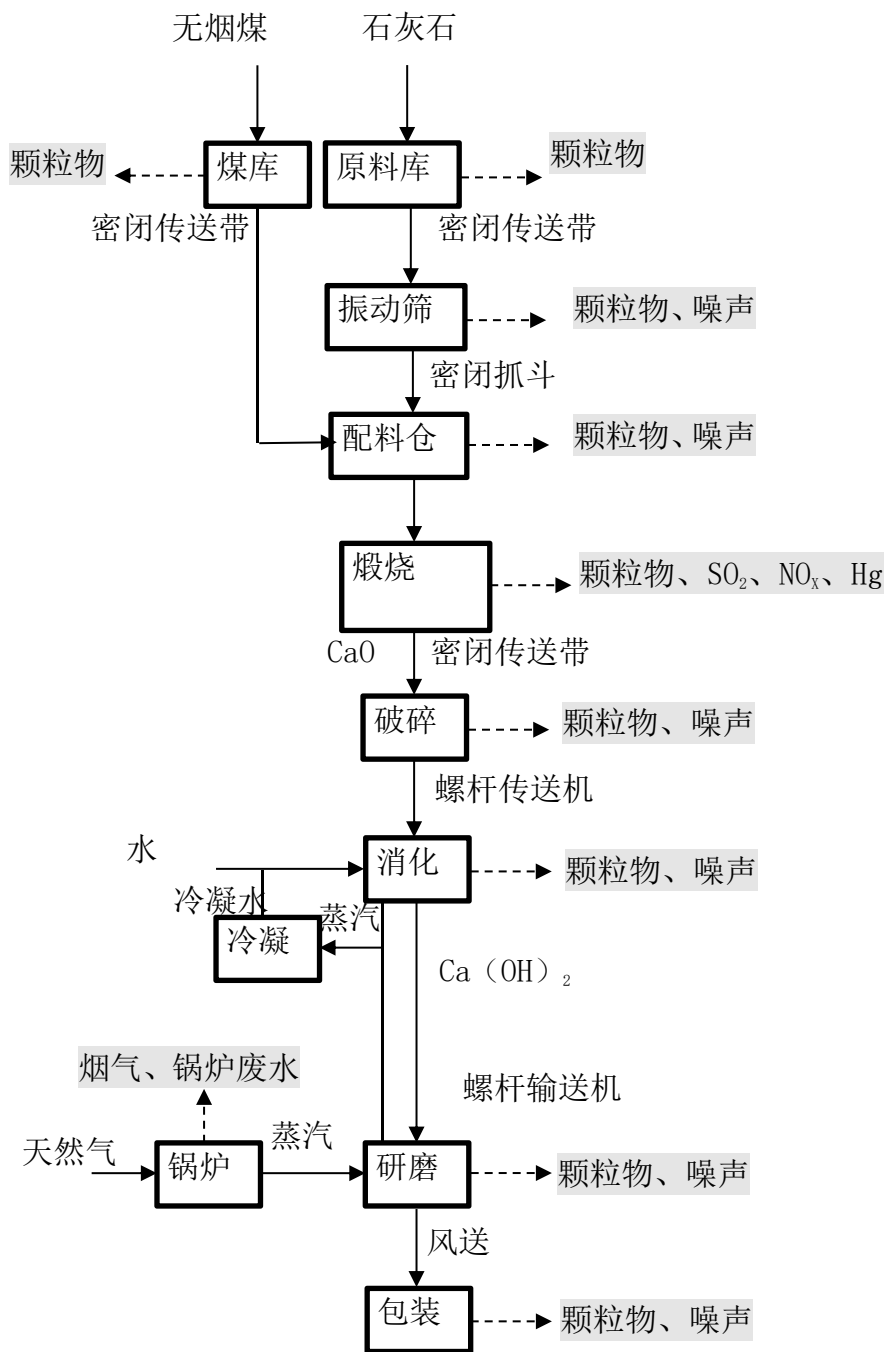 无烟煤
石灰石
颗粒物
煤库
原料库
颗粒物
密闭传送带
密闭传送带
振动筛
颗粒物、噪声
密闭抓斗
配料仓
颗粒物、噪声
煅烧
颗粒物、SO₂、NOₓ、Hg
CaO
密闭传送带
破碎
颗粒物、噪声
螺杆传送机
水
消化
颗粒物、噪声
冷凝水
蒸汽
冷凝
Ca（OH）₂
烟气、锅炉废水
螺杆输送机
天然气
锅炉
蒸汽
研磨
颗粒物、噪声
风送
包装
颗粒物、噪声